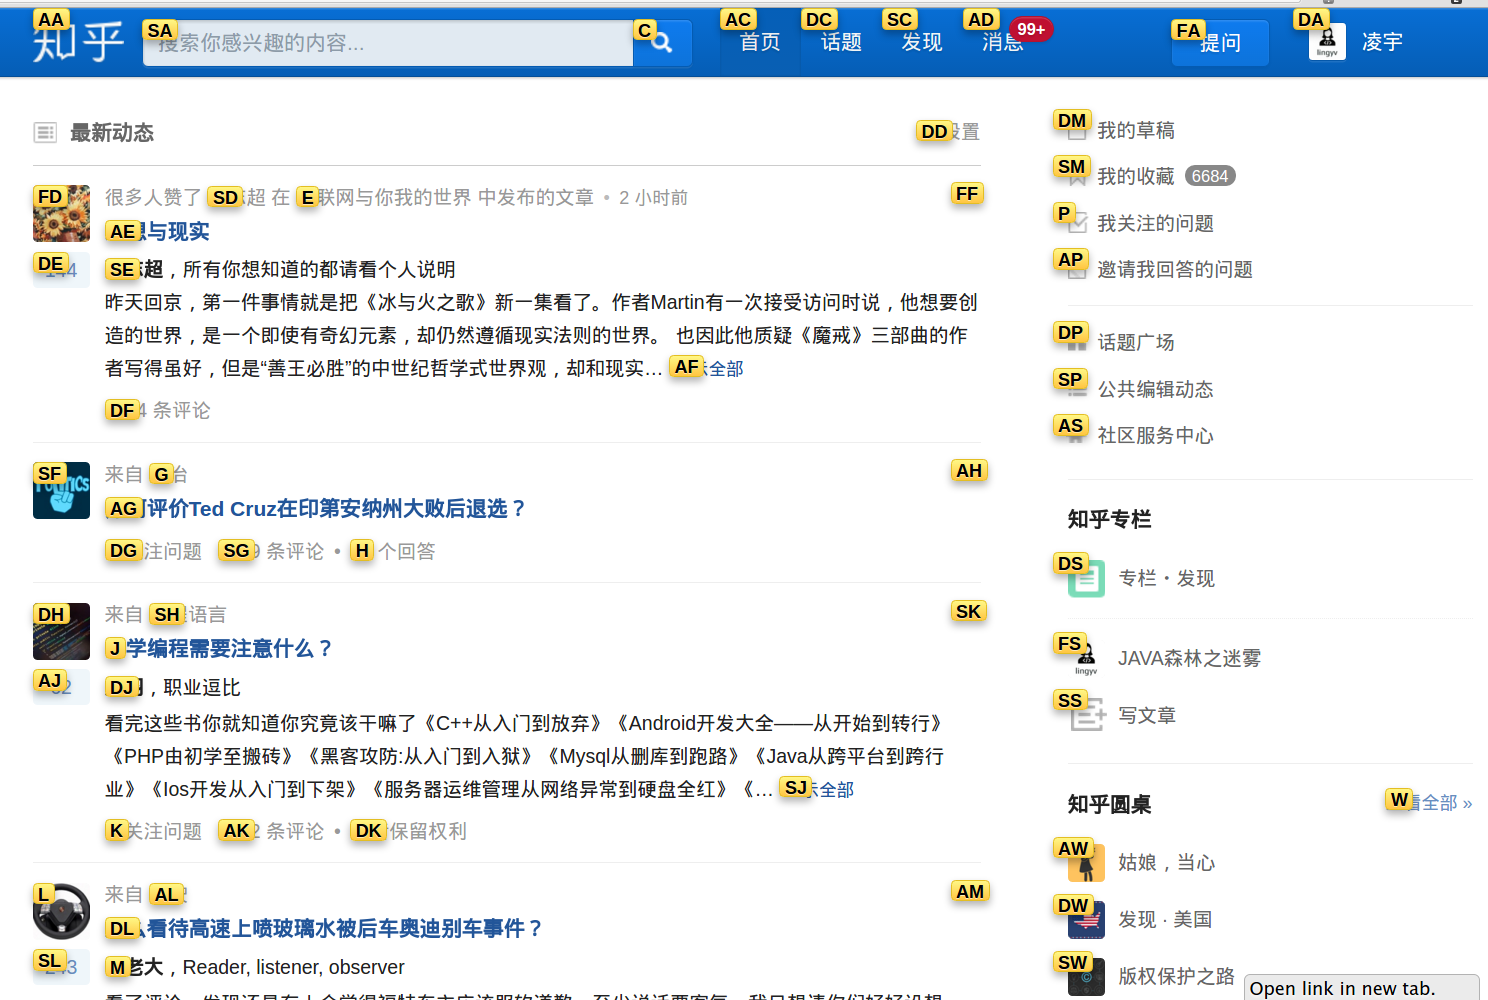 AA 知乎 SA 搜索你感兴趣的内容... C AC 首页 DC 话题 SC 发现 AD 消息 99+ FA 提问 DA lingyv 凌宇
最新动态 DD 设置
FD 很多人赞了 SD 超 在 E 联网与你我的世界 中发布的文章 • 2 小时前 FF
AE 与现实
DE SE 超，所有你想知道的都请看个人说明
昨天回京，第一件事情就是把《冰与火之歌》新一集看了。作者Martin有一次接受访问时说，他想要创
造的世界，是一个即使有奇幻元素，却仍然遵循现实法则的世界。 也因此他质疑《魔戒》三部曲的作
者写得虽好，但是“善王必胜”的中世纪哲学式世界观，却和现实... AF 全部
DF 4 条评论
SF 来自 G 台 AH
AG 评价Ted Cruz在印第安纳州大败后退选？
DG 注问题 SG 条评论 • H 个回答
DH 来自 SH 语言 SK
J 学编程需要注意什么？
AJ DJ ，职业逗比
看完这些书你就知道你究竟该干嘛了《C++从入门到放弃》《Android开发大全——从开始到转行》
《PHP由初学至搬砖》《黑客攻防:从入门到入狱》《Mysql从删库到跑路》《Java从跨平台到跨行
业》《Ios开发从入门到下架》《服务器运维管理从网络异常到硬盘全红》《... SJ 全部
K 关注问题 AK 2 条评论 • DK 保留权利
L 来自 AL AM
DL 看待高速上喷玻璃水被后车奥迪别车事件？
SL M 老大，Reader, listener, observer
DM 我的草稿
SM 我的收藏 6684
P 我关注的问题
AP 邀请我回答的问题
DP 话题广场
SP 公共编辑动态
AS 社区服务中心
知乎专栏
DS 专栏・发现
FS lingyv JAVA森林之迷雾
SS 写文章
知乎圆桌 W 看全部 »
AW 姑娘，当心
DW 发现 · 美国
SW 版权保护之路
Open link in new tab.